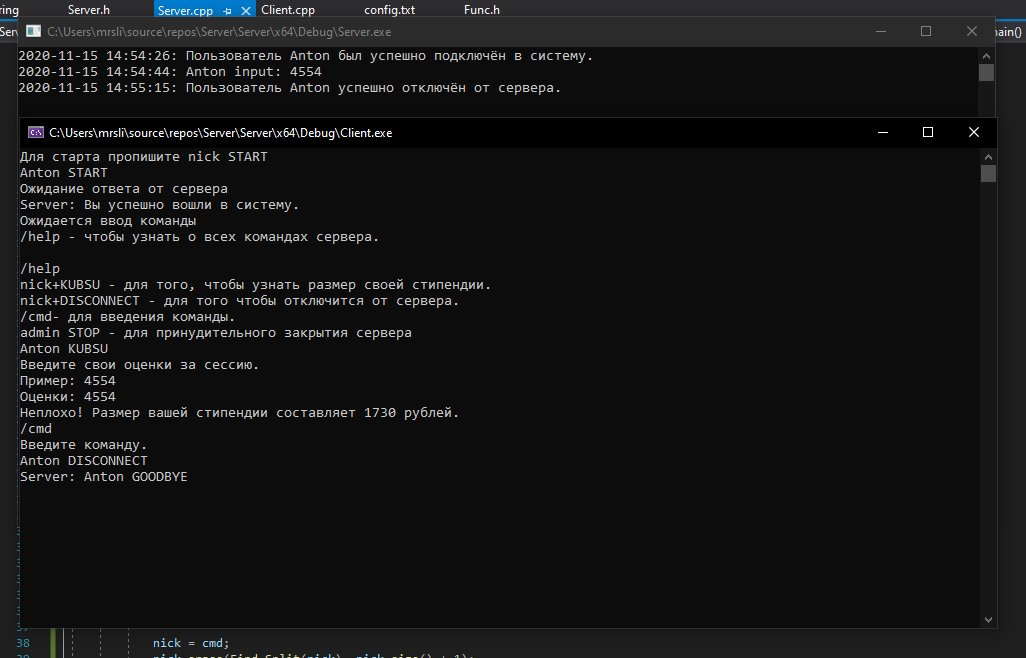 ring Server.h Server.cpp Client.cpp config.txt Func.h
Ser
C:\Users\mrsli\source\repos\Server\Server\x64\Debug\Server.exe
main()
2020-11-15 14:54:26: Пользователь Anton был успешно подключён в систему.
2020-11-15 14:54:44: Anton input: 4554
2020-11-15 14:55:15: Пользователь Anton успешно отключён от сервера.
C:\Users\mrsli\source\repos\Server\Server\x64\Debug\Client.exe
Для старта пропишите nick START
Anton START
Ожидание ответа от сервера
Server: Вы успешно вошли в систему.
Ожидается ввод команды
/help - чтобы узнать о всех командах сервера.
/help
nick+KUBSU - для того, чтобы узнать размер своей стипендии.
nick+DISCONNECT - для того чтобы отключится от сервера.
/cmd- для введения команды.
admin STOP - для принудительного закрытия сервера
Anton KUBSU
Введите свои оценки за сессию.
Пример: 4554
Оценки: 4554
Неплохо! Размер вашей стипендии составляет 1730 рублей.
/cmd
Введите команду.
Anton DISCONNECT
Server: Anton GOODBYE
38 nick = cmd;